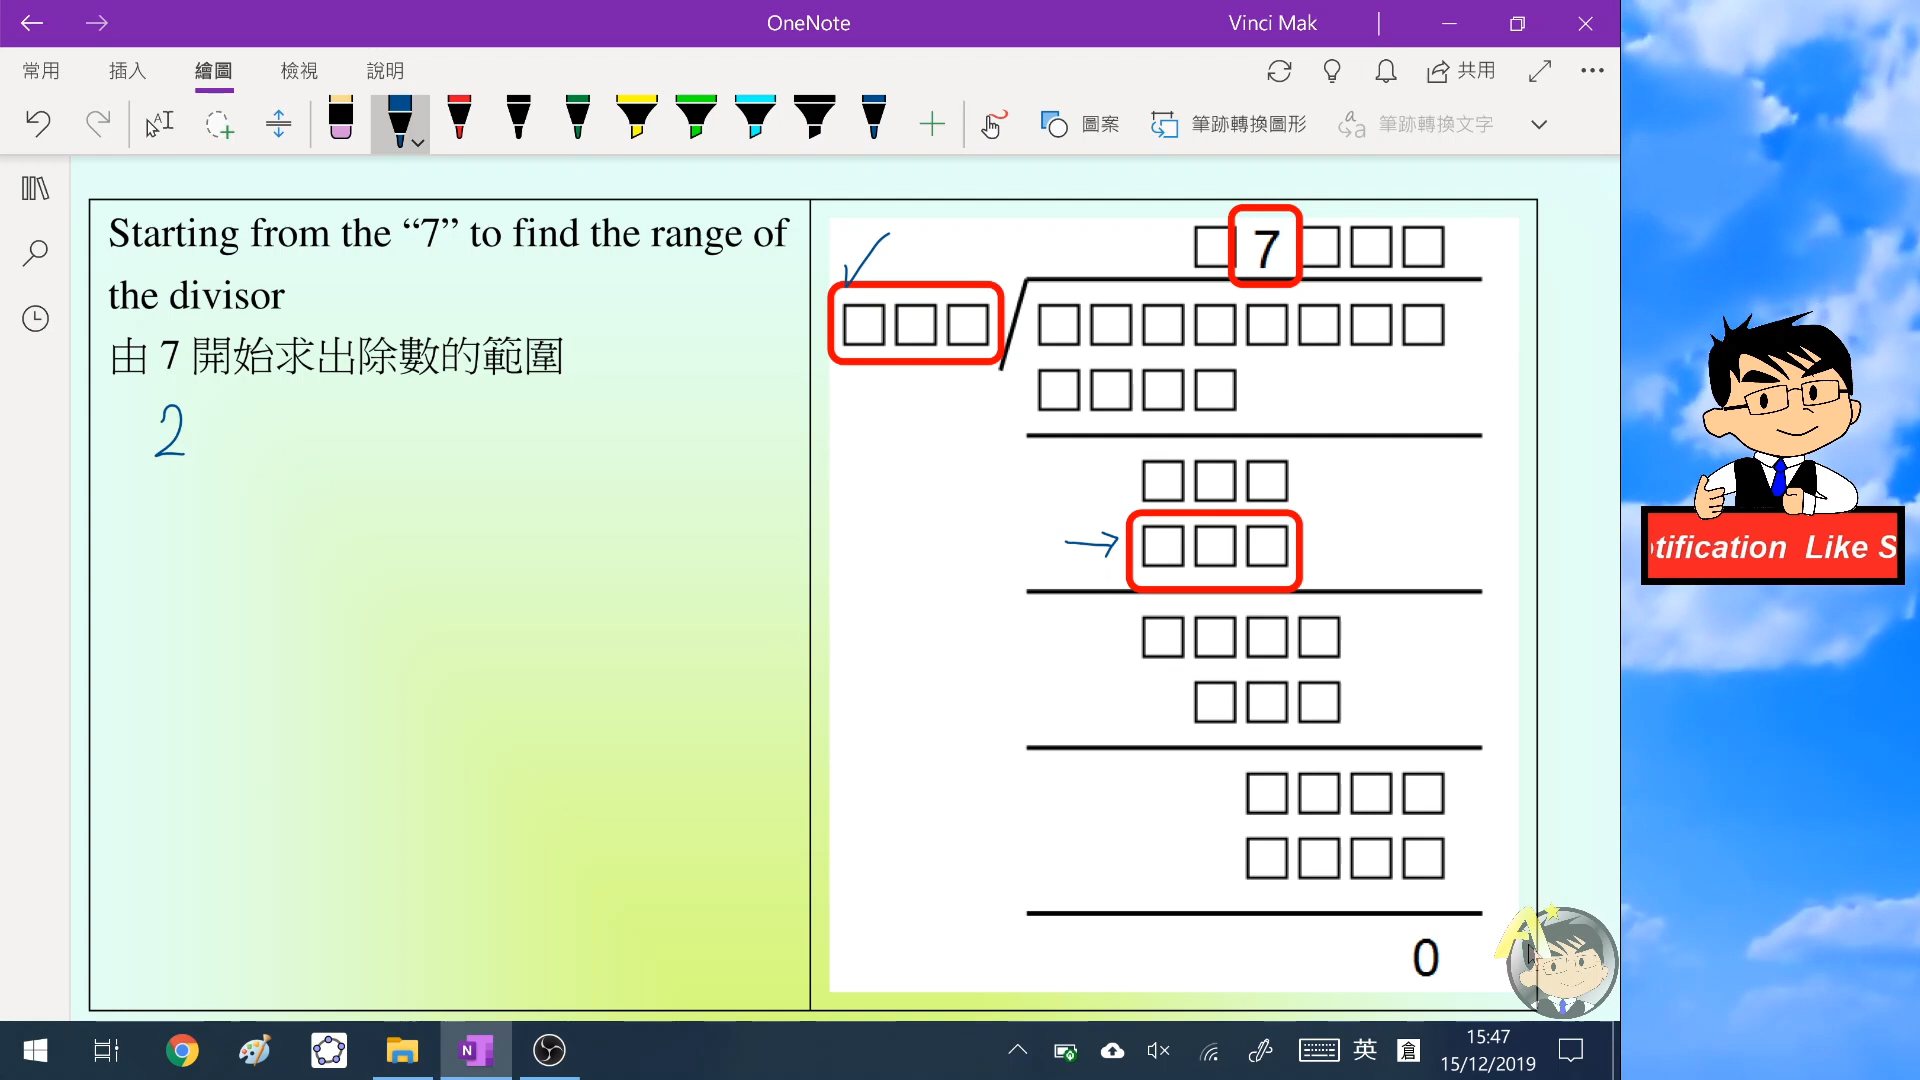 OneNote
Vinci Mak
常用 插入 繪圖 檢視 說明
共用
圖案 筆跡轉換圖形 筆跡轉換文字
Starting from the “7” to find the range of
the divisor
由 7 開始求出除數的範圍
2
7
0
tification Like S
A
15:47
英 倉
15/12/2019